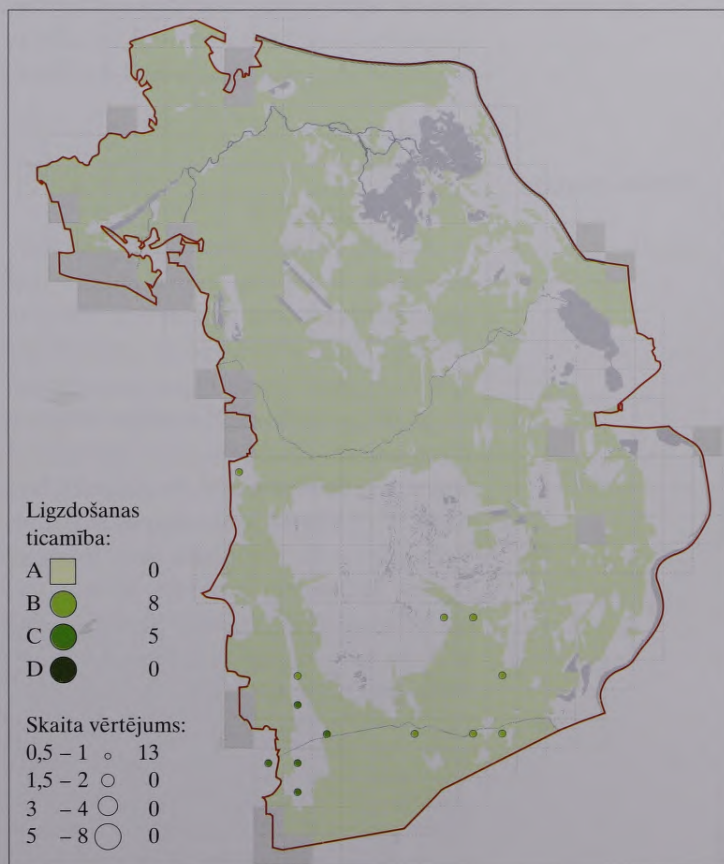 Ligzdošanas
ticamība:
A 0
B 8
C 5
D 0
Skaita vērtējums:
0,5 – 1 13
1,5 – 2 0
3 – 4 0
5 – 8 0